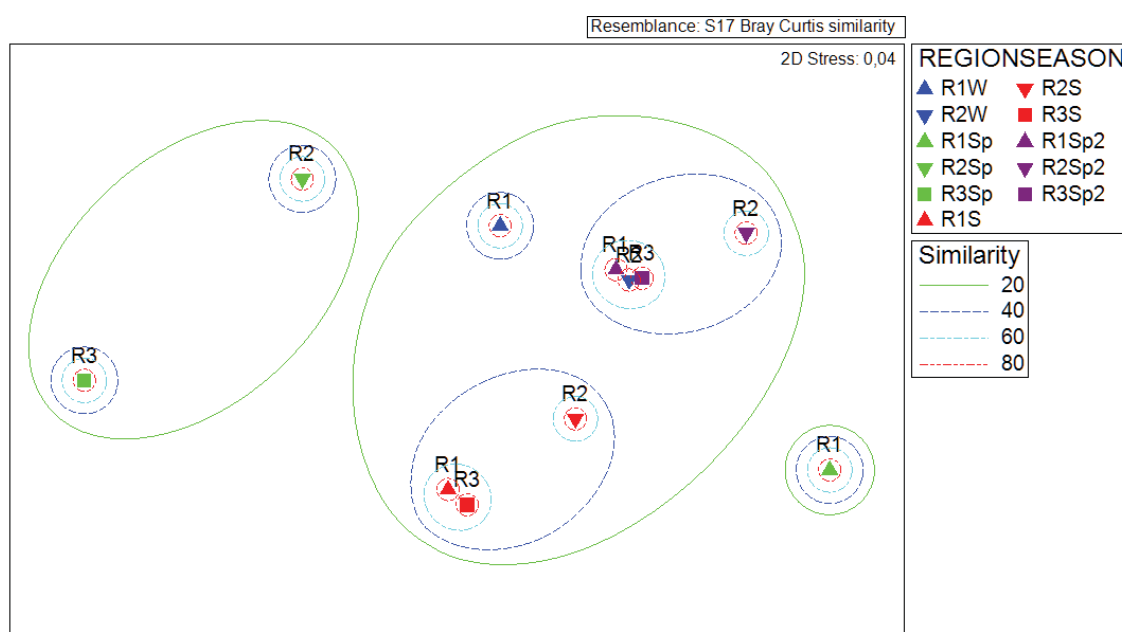 Resemblance: S17 Bray Curtis similarity
2D Stress: 0,04
REGIONSEASON
R1W R2S
R2W R3S
R1Sp R1Sp2
R2Sp R2Sp2
R3Sp R3Sp2
R1S
Similarity
20
40
60
80
R2
R1
R2
R1
R2
R3
R3
R2
R1
R3
R1